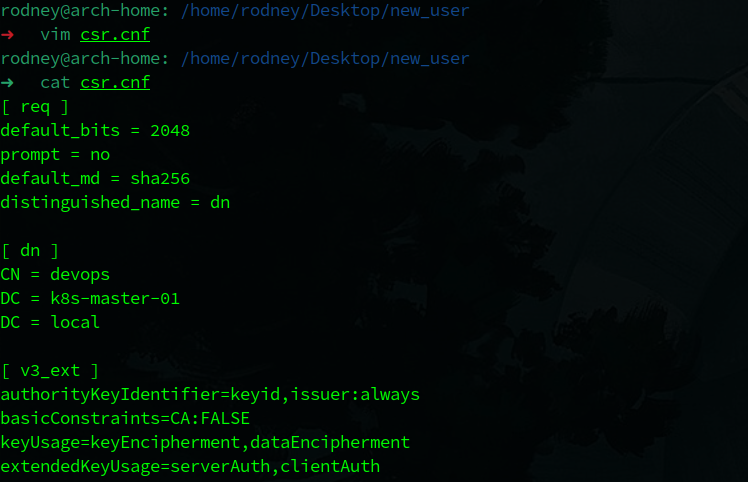 rodney@arch-home: /home/rodney/Desktop/new_user
➜ vim csr.cnf
rodney@arch-home: /home/rodney/Desktop/new_user
➜ cat csr.cnf
[ req ]
default_bits = 2048
prompt = no
default_md = sha256
distinguished_name = dn

[ dn ]
CN = devops
DC = k8s-master-01
DC = local

[ v3_ext ]
authorityKeyIdentifier=keyid,issuer:always
basicConstraints=CA:FALSE
keyUsage=keyEncipherment,dataEncipherment
extendedKeyUsage=serverAuth,clientAuth